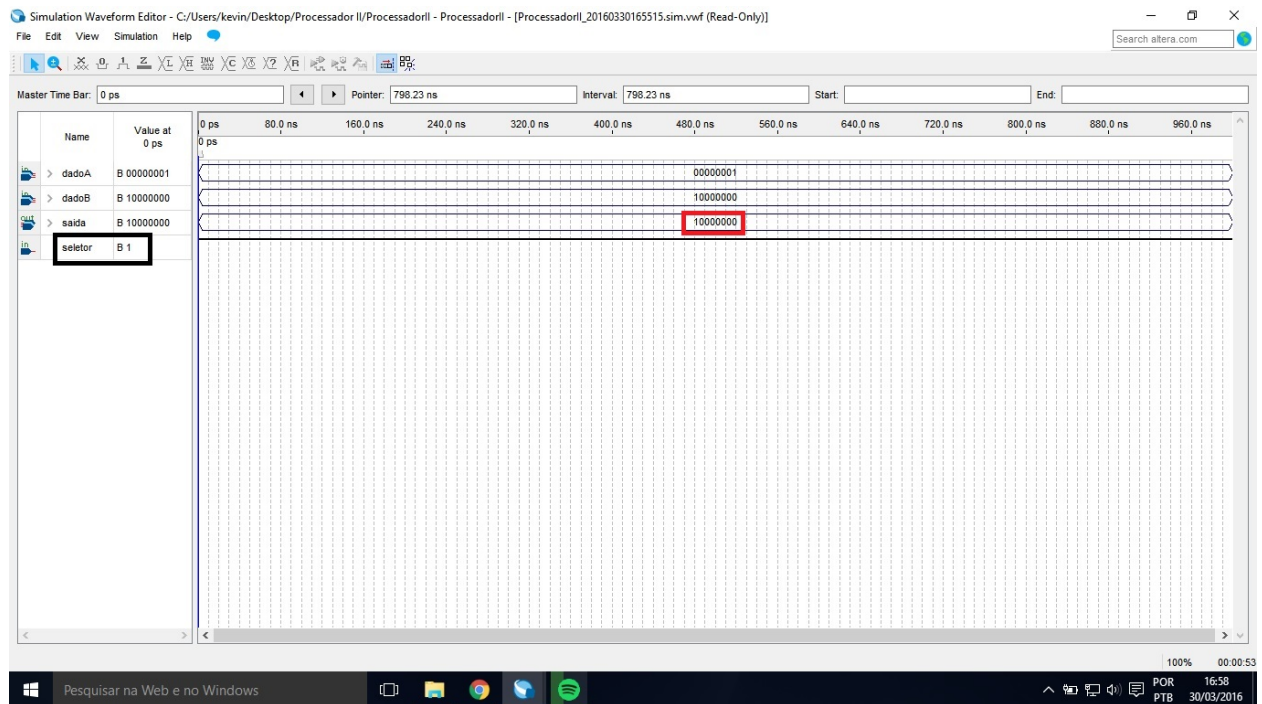 Simulation Waveform Editor - C:/Users/kevin/Desktop/Processador II/ProcessadorII - ProcessadorII - [ProcessadorII_20160330165515.sim.vwf (Read-Only)]
File Edit View Simulation Help
Search altera.com
Master Time Bar: 0 ps Pointer: 798.23 ns Interval: 798.23 ns Start: End:
Name Value at 0 ps
0 ps 80.0 ns 160.0 ns 240.0 ns 320.0 ns 400.0 ns 480.0 ns 560.0 ns 640.0 ns 720.0 ns 800.0 ns 880.0 ns 960.0 ns
0 ps
in dadoA B 00000001 00000001
in dadoB B 10000000 10000000
out saida B 10000000 10000000
in seletor B 1
100% 00:00:53
Pesquisar na Web e no Windows
POR 16:58
PTB 30/03/2016